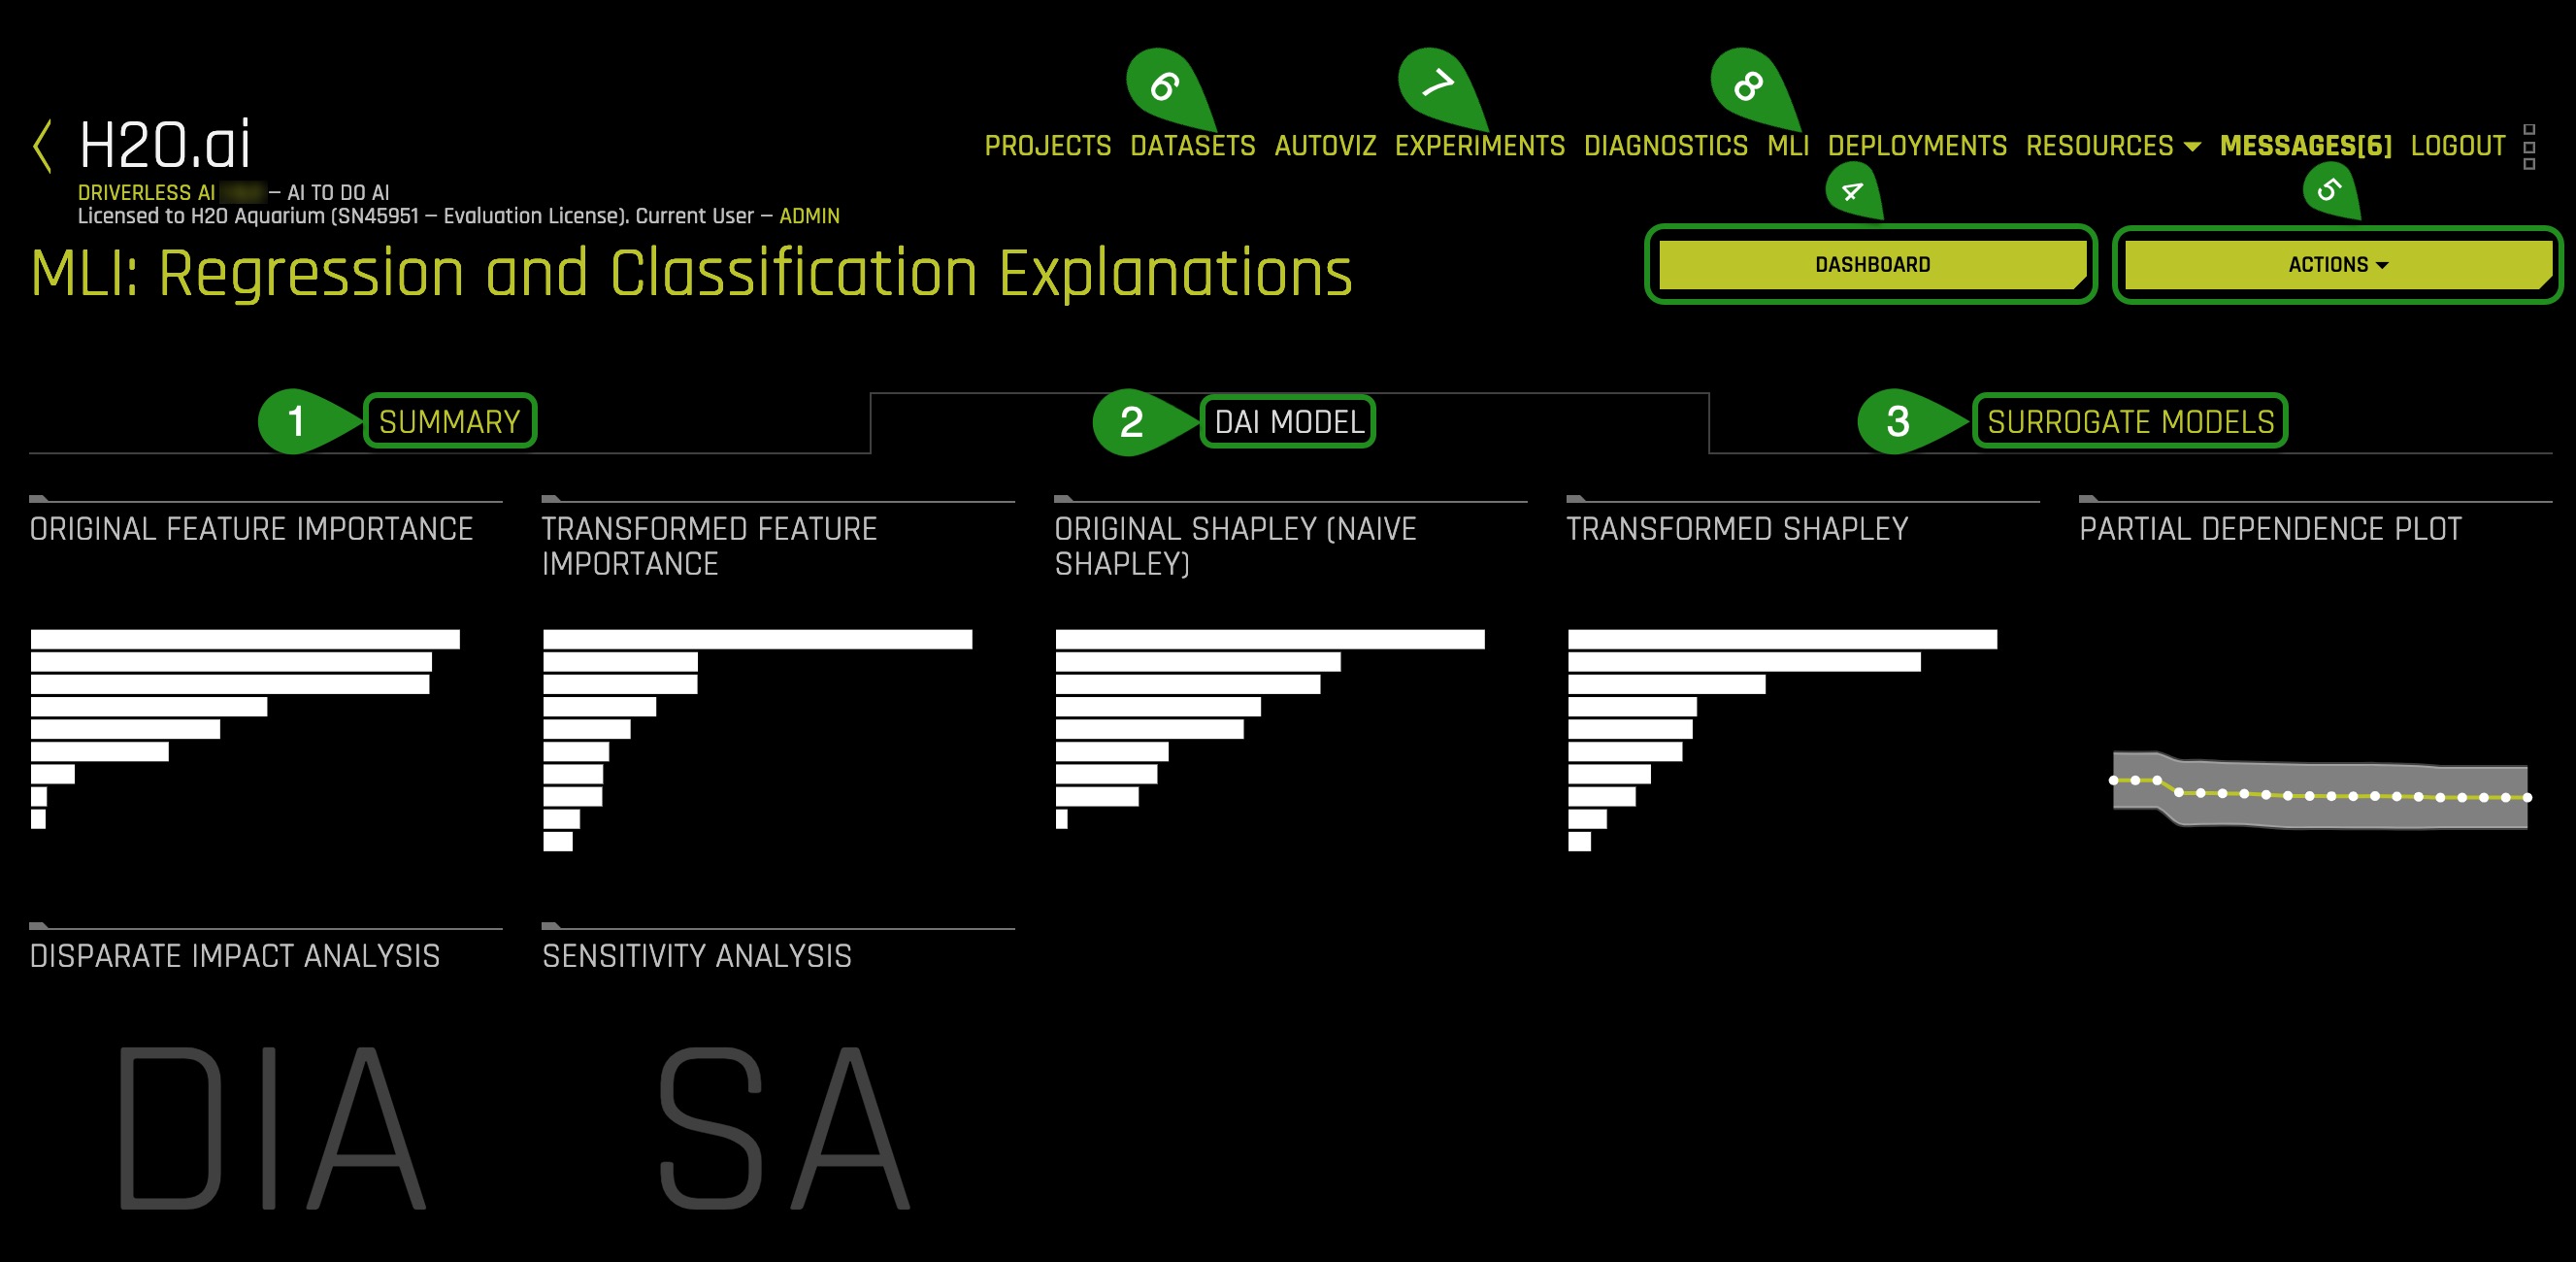 6 7 8
H2O.ai
PROJECTS DATASETS AUTOVIZ EXPERIMENTS DIAGNOSTICS MLI DEPLOYMENTS RESOURCES MESSAGES[6] LOGOUT
DRIVERLESS AI – AI TO DO AI
4 5
Licensed to H2O Aquarium (SN45951 – Evaluation License). Current User – ADMIN
MLI: Regression and Classification Explanations
DASHBOARD
ACTIONS
1 SUMMARY
2 DAI MODEL
3 SURROGATE MODELS
ORIGINAL FEATURE IMPORTANCE
TRANSFORMED FEATURE
IMPORTANCE
ORIGINAL SHAPLEY (NAIVE
SHAPLEY)
TRANSFORMED SHAPLEY
PARTIAL DEPENDENCE PLOT
DISPARATE IMPACT ANALYSIS
SENSITIVITY ANALYSIS
DIA
SA